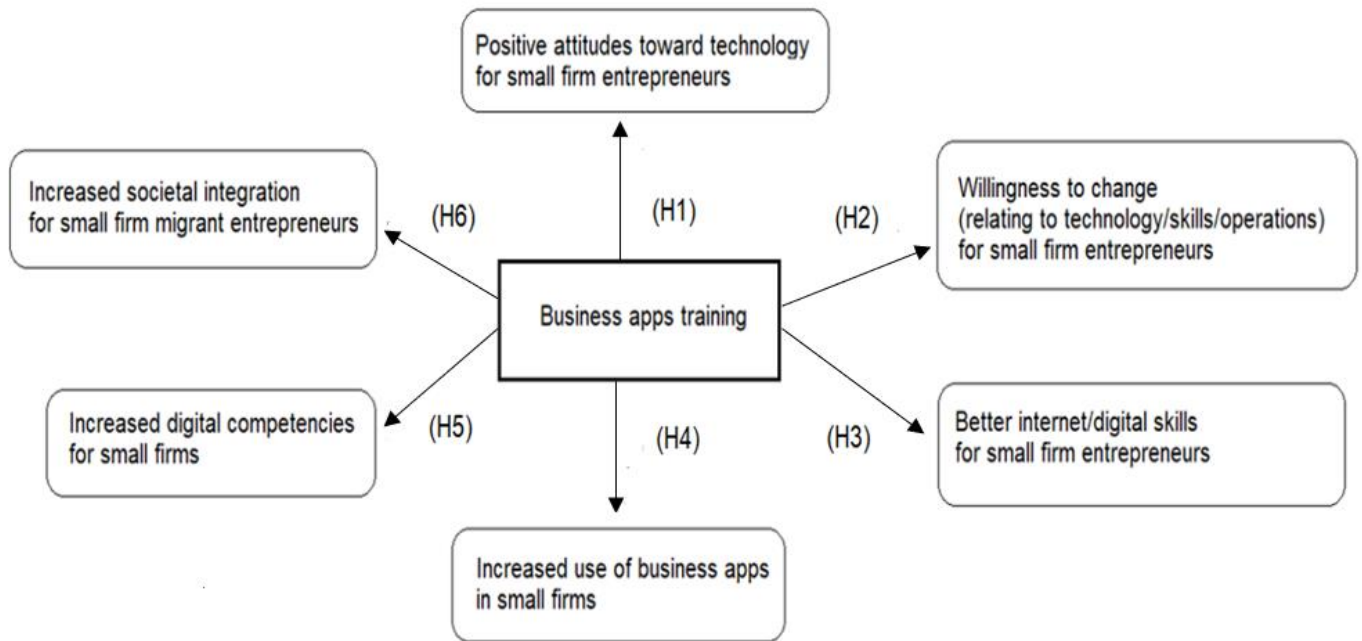 Positive attitudes toward technology
for small firm entrepreneurs
Increased societal integration
for small firm migrant entrepreneurs
(H6)
(H1)
(H2)
Willingness to change
(relating to technology/skills/operations)
for small firm entrepreneurs
Business apps training
Increased digital competencies
for small firms
(H5)
(H4)
(H3)
Better internet/digital skills
for small firm entrepreneurs
Increased use of business apps
in small firms